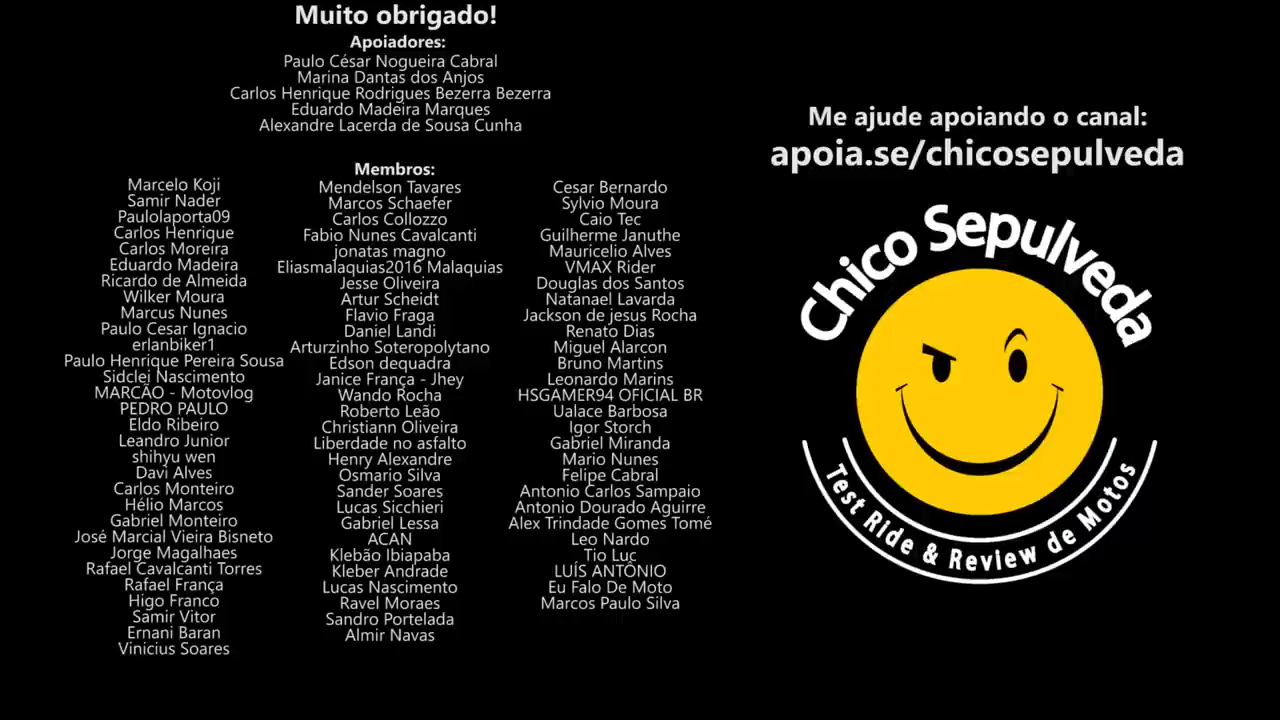 Muito obrigado!
Apoiadores:
Paulo César Nogueira Cabral
Marina Dantas dos Anjos
Carlos Henrique Rodrigues Bezerra Bezerra
Eduardo Madeira Marques
Alexandre Lacerda de Sousa Cunha
Membros:
Marcelo Koji
Samir Nader
Paulolaporta09
Carlos Henrique
Carlos Moreira
Eduardo Madeira
Ricardo de Almeida
Wilker Moura
Marcus Nunes
Paulo Cesar Ignacio
erlanbiker1
Paulo Henrique Pereira Sousa
Sidclei Nascimento
MARCÃO - Motovlog
PEDRO PAULO
Eldo Ribeiro
Leandro Junior
shihyu wen
Davi Alves
Carlos Monteiro
Hélio Marcos
Gabriel Monteiro
José Marcial Vieira Bisneto
Jorge Magalhaes
Rafael Cavalcanti Torres
Rafael França
Higo Franco
Samir Vitor
Ernani Baran
Vinicius Soares
Mendelson Tavares
Marcos Schaefer
Carlos Collozzo
Fabio Nunes Cavalcanti
jonatas magno
Eliasmalaquias2016 Malaquias
Jesse Oliveira
Artur Scheidt
Flavio Fraga
Daniel Landi
Arturzinho Soteropolytano
Edson dequadra
Janice França - Jhey
Wando Rocha
Roberto Leão
Christiann Oliveira
Liberdade no asfalto
Henry Alexandre
Osmario Silva
Sander Soares
Lucas Sicchieri
Gabriel Lessa
ACAN
Klebão Ibiapaba
Kleber Andrade
Lucas Nascimento
Ravel Moraes
Sandro Portelada
Almir Navas
Cesar Bernardo
Sylvio Moura
Caio Tec
Guilherme Januthe
Mauricelio Alves
VMAX Rider
Douglas dos Santos
Natanael Lavarda
Jackson de jesus Rocha
Renato Dias
Miguel Alarcon
Bruno Martins
Leonardo Marins
HSGAMER94 OFICIAL BR
Ualace Barbosa
Igor Storch
Gabriel Miranda
Mario Nunes
Felipe Cabral
Antonio Carlos Sampaio
Antonio Dourado Aguirre
Alex Trindade Gomes Tomé
Leo Nardo
Tio Luc
LUÍS ANTÔNIO
Eu Falo De Moto
Marcos Paulo Silva
Me ajude apoiando o canal:
apoia.se/chicosepulveda
Chico Sepulveda
Test Ride & Review de Motos